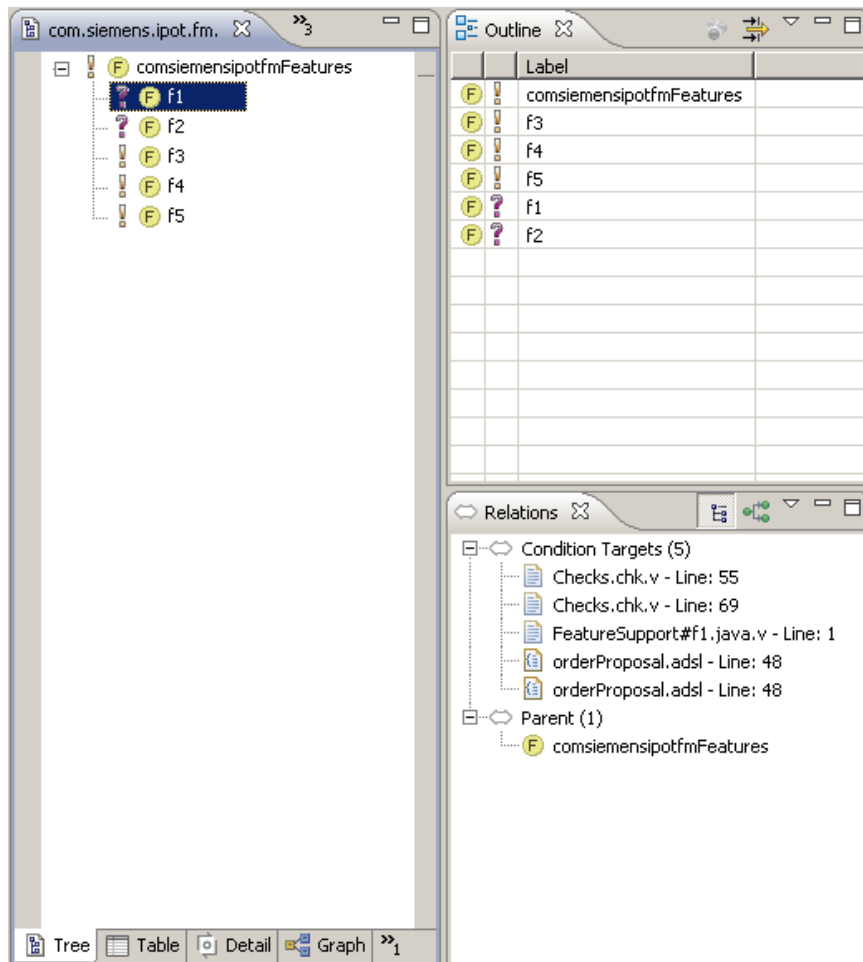 com.siemens.ipot.fm.
»3
comsiemensipotfmFeatures
F f1
F f2
F f3
F f4
F f5
Tree Table Detail Graph »1
Outline
Label
F comsiemensipotfmFeatures
F f3
F f4
F f5
F f1
F f2
Relations
Condition Targets (5)
Checks.chk.v - Line: 55
Checks.chk.v - Line: 69
FeatureSupport#f1.java.v - Line: 1
orderProposal.adsl - Line: 48
orderProposal.adsl - Line: 48
Parent (1)
F comsiemensipotfmFeatures